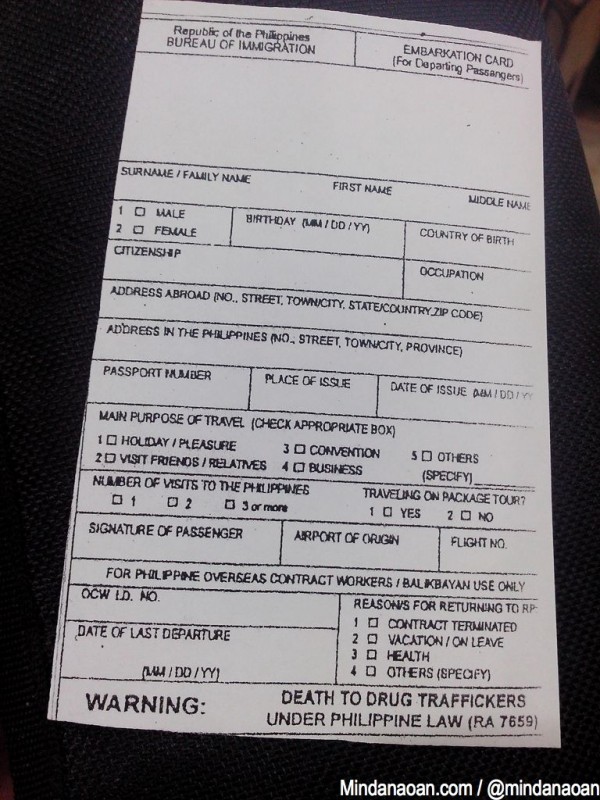 Republic of the Philippines
BUREAU OF IMMIGRATION
EMBARKATION CARD
(For Departing Passangers)
SURNAME / FAMILY NAME FIRST NAME MIDDLE NAME
1 ☐ MALE
2 ☐ FEMALE
BIRTHDAY (MM / DD / YY)
COUNTRY OF BIRTH
CITIZENSHIP
OCCUPATION
ADDRESS ABROAD (NO., STREET, TOWN/CITY, STATE/COUNTRY, ZIP CODE)
ADDRESS IN THE PHILIPPINES (NO., STREET, TOWN/CITY, PROVINCE)
PASSPORT NUMBER PLACE OF ISSUE DATE OF ISSUE (MM / DD / YY
MAIN PURPOSE OF TRAVEL (CHECK APPROPRIATE BOX)
1 ☐ HOLIDAY / PLEASURE 3 ☐ CONVENTION 5 ☐ OTHERS
2 ☐ VISIT FRIENDS / RELATIVES 4 ☐ BUSINESS (SPECIFY)
NUMBER OF VISITS TO THE PHILIPPINES
☐ 1 ☐ 2 ☐ 3 or more
TRAVELING ON PACKAGE TOUR?
1 ☐ YES 2 ☐ NO
SIGNATURE OF PASSENGER AIRPORT OF ORIGIN FLIGHT NO.
FOR PHILIPPINE OVERSEAS CONTRACT WORKERS / BALIKBAYAN USE ONLY
OCW I.D. NO.
DATE OF LAST DEPARTURE
(MM / DD / YY)
REASON/S FOR RETURNING TO RP
1 ☐ CONTRACT TERMINATED
2 ☐ VACATION / ON LEAVE
3 ☐ HEALTH
4 ☐ OTHERS (SPECIFY)
WARNING: DEATH TO DRUG TRAFFICKERS
UNDER PHILIPPINE LAW (RA 7659)
Mindanaoan.com / @mindanaoan